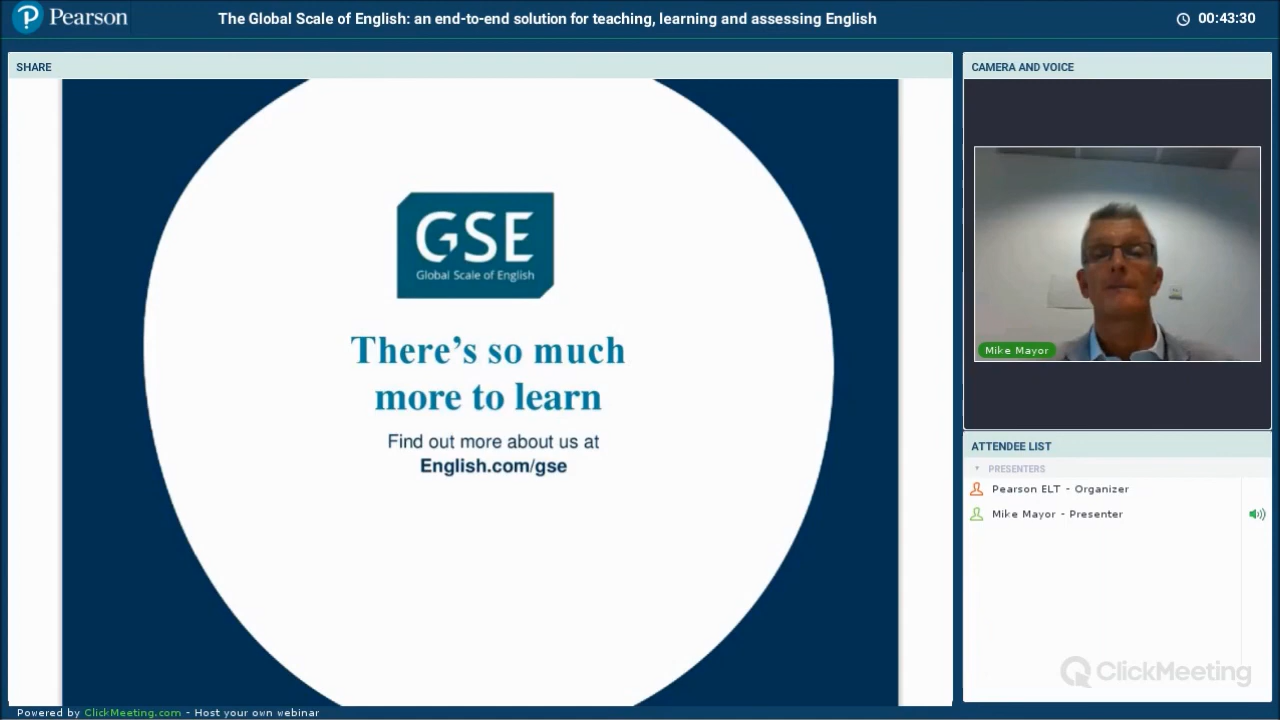 Pearson
The Global Scale of English: an end-to-end solution for teaching, learning and assessing English
00:43:30
SHARE
GSE
Global Scale of English
There's so much
more to learn
Find out more about us at
English.com/gse
CAMERA AND VOICE
Mike Mayor
ATTENDEE LIST
PRESENTERS
Pearson ELT - Organizer
Mike Mayor - Presenter
ClickMeeting
Powered by ClickMeeting.com - Host your own webinar